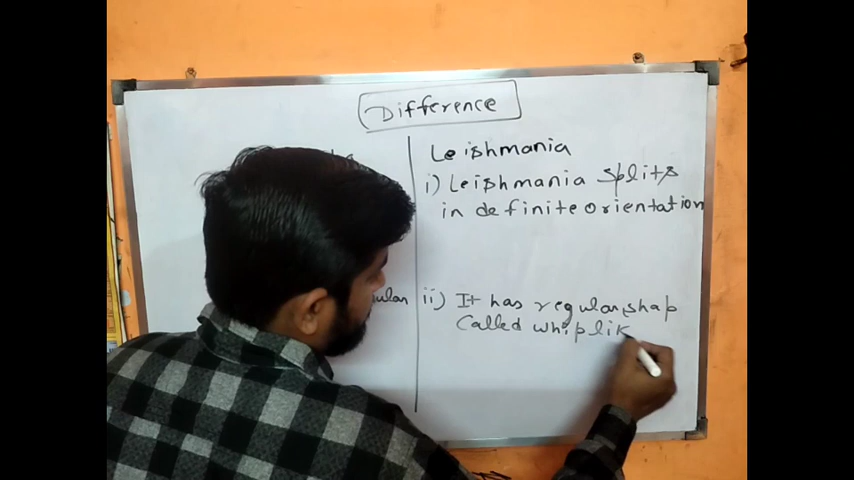 Difference
Leishmania
i) Leishmania splits
in definite orientation
ii) It has regular shap
Called whiplik